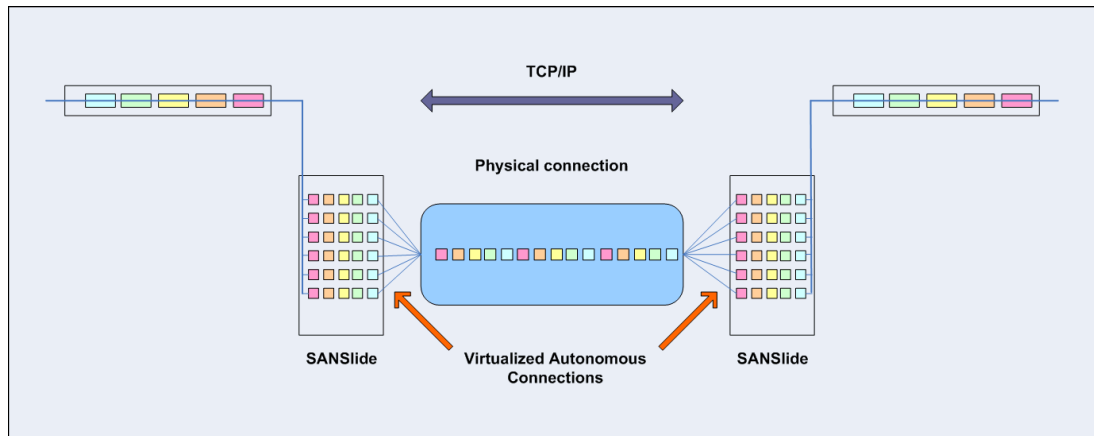 TCP/IP
Physical connection
SANSlide
Virtualized Autonomous
Connections
SANSlide